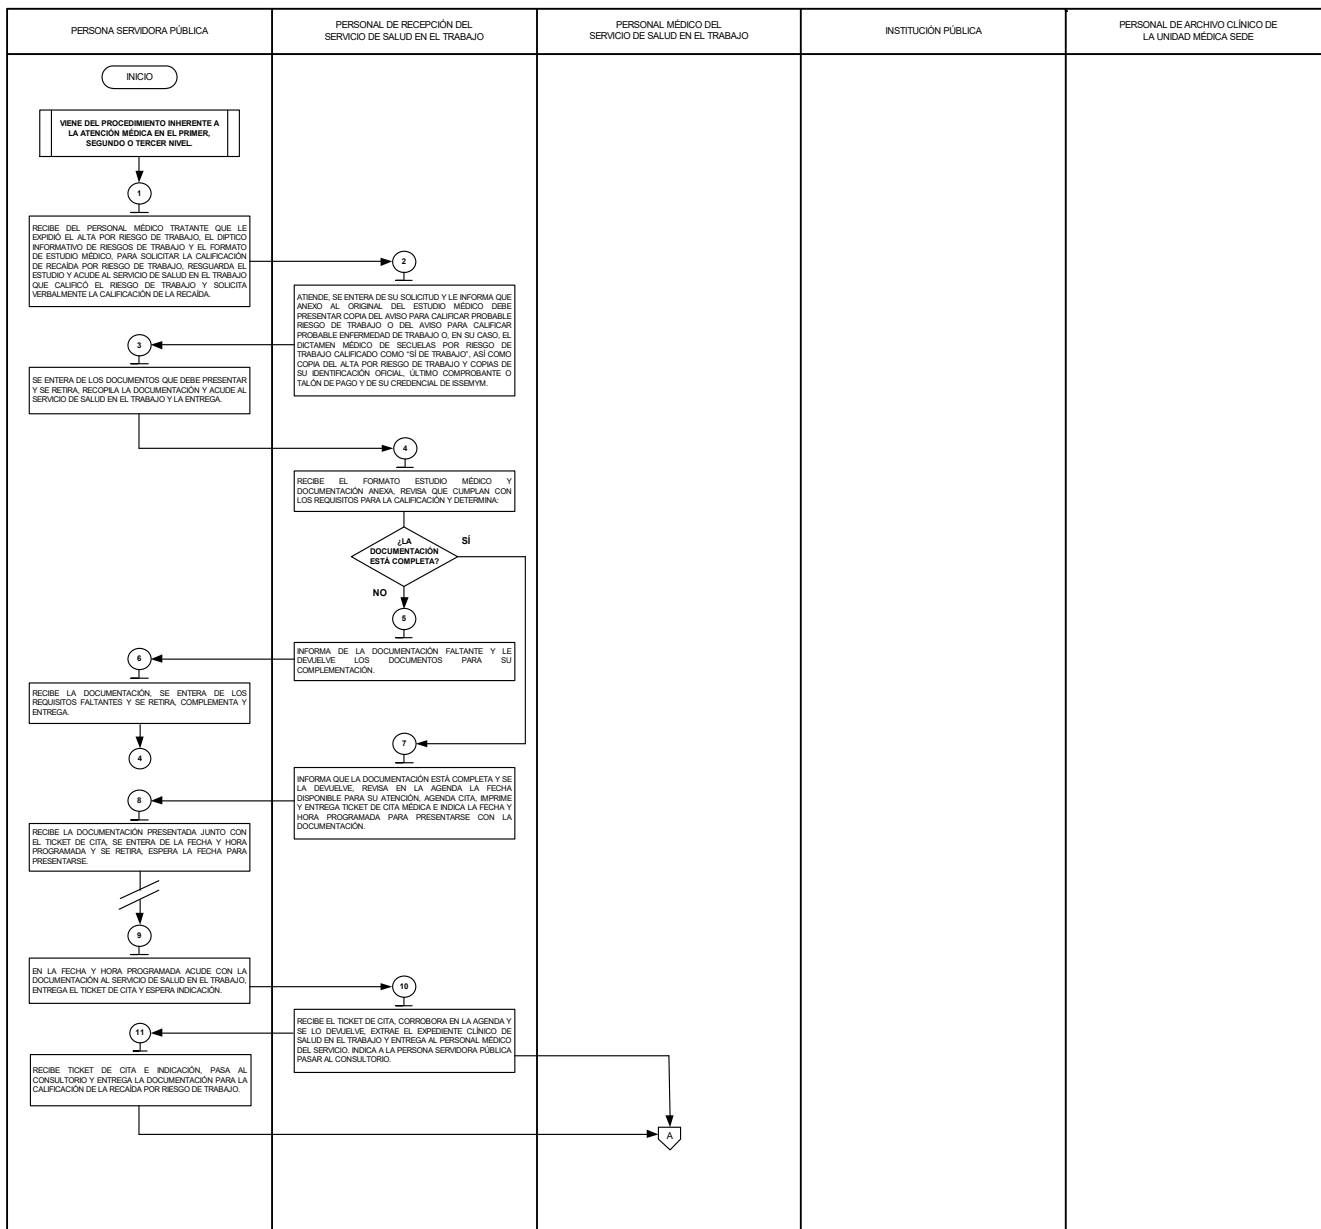 PERSONA SERVIDORA PÚBLICA
PERSONAL DE RECEPCIÓN DEL
SERVICIO DE SALUD EN EL TRABAJO
PERSONAL MÉDICO DEL
SERVICIO DE SALUD EN EL TRABAJO
INSTITUCIÓN PÚBLICA
PERSONAL DE ARCHIVO CLÍNICO DE
LA UNIDAD MÉDICA SEDE
INICIO
VIENE DEL PROCEDIMIENTO INHERENTE A
LA ATENCIÓN MÉDICA EN EL PRIMER,
SEGUNDO O TERCER NIVEL.
1
RECIBE DEL PERSONAL MÉDICO TRATANTE QUE LE
EXPIDIÓ EL ALTA POR RIESGO DE TRABAJO, EL DIPTICO
INFORMATIVO DE RIESGOS DE TRABAJO Y EL FORMATO
DE ESTUDIO MÉDICO, PARA SOLICITAR LA CALIFICACIÓN
DE RECAÍDA POR RIESGO DE TRABAJO, RESGUARDA EL
ESTUDIO Y ACUDE AL SERVICIO DE SALUD EN EL TRABAJO
QUE CALIFICÓ EL RIESGO DE TRABAJO Y SOLICITA
VERBALMENTE LA CALIFICACIÓN DE LA RECAÍDA.
2
ATIENDE, SE ENTERA DE SU SOLICITUD Y LE INFORMA QUE
ANEXO AL ORIGINAL DEL ESTUDIO MÉDICO DEBE
PRESENTAR COPIA DEL AVISO PARA CALIFICAR PROBABLE
RIESGO DE TRABAJO O DEL AVISO PARA CALIFICAR
PROBABLE ENFERMEDAD DE TRABAJO O, EN SU CASO, EL
DICTAMEN MÉDICO DE SECUELAS POR RIESGO DE
TRABAJO CALIFICADO COMO “SÍ DE TRABAJO”, ASÍ COMO
COPIA DEL ALTA POR RIESGO DE TRABAJO Y COPIAS DE
SU IDENTIFICACIÓN OFICIAL, ÚLTIMO COMPROBANTE O
TALÓN DE PAGO Y DE SU CREDENCIAL DE ISSEMYM.
3
SE ENTERA DE LOS DOCUMENTOS QUE DEBE PRESENTAR
Y SE RETIRA, RECOPILA LA DOCUMENTACIÓN Y ACUDE AL
SERVICIO DE SALUD EN EL TRABAJO Y LA ENTREGA.
4
RECIBE EL FORMATO ESTUDIO MÉDICO Y
DOCUMENTACIÓN ANEXA, REVISA QUE CUMPLAN CON
LOS REQUISITOS PARA LA CALIFICACIÓN Y DETERMINA:
¿LA
DOCUMENTACIÓN
ESTÁ COMPLETA?
SÍ
NO
5
INFORMA DE LA DOCUMENTACIÓN FALTANTE Y LE
DEVUELVE LOS DOCUMENTOS PARA SU
COMPLEMENTACIÓN.
6
RECIBE LA DOCUMENTACIÓN, SE ENTERA DE LOS
REQUISITOS FALTANTES Y SE RETIRA, COMPLEMENTA Y
ENTREGA.
4
7
INFORMA QUE LA DOCUMENTACIÓN ESTÁ COMPLETA Y SE
LA DEVUELVE, REVISA EN LA AGENDA LA FECHA
DISPONIBLE PARA SU ATENCIÓN, AGENDA CITA, IMPRIME
Y ENTREGA TICKET DE CITA MÉDICA E INDICA LA FECHA Y
HORA PROGRAMADA PARA PRESENTARSE CON LA
DOCUMENTACIÓN.
8
RECIBE LA DOCUMENTACIÓN PRESENTADA JUNTO CON
EL TICKET DE CITA, SE ENTERA DE LA FECHA Y HORA
PROGRAMADA Y SE RETIRA, ESPERA LA FECHA PARA
PRESENTARSE.
9
EN LA FECHA Y HORA PROGRAMADA ACUDE CON LA
DOCUMENTACIÓN AL SERVICIO DE SALUD EN EL TRABAJO,
ENTREGA EL TICKET DE CITA Y ESPERA INDICACIÓN.
10
RECIBE EL TICKET DE CITA, CORROBORA EN LA AGENDA Y
SE LO DEVUELVE, EXTRAE EL EXPEDIENTE CLÍNICO DE
SALUD EN EL TRABAJO Y ENTREGA AL PERSONAL MÉDICO
DEL SERVICIO. INDICA A LA PERSONA SERVIDORA PÚBLICA
PASAR AL CONSULTORIO.
11
RECIBE TICKET DE CITA E INDICACIÓN, PASA AL
CONSULTORIO Y ENTREGA LA DOCUMENTACIÓN PARA LA
CALIFICACIÓN DE LA RECAÍDA POR RIESGO DE TRABAJO.
A